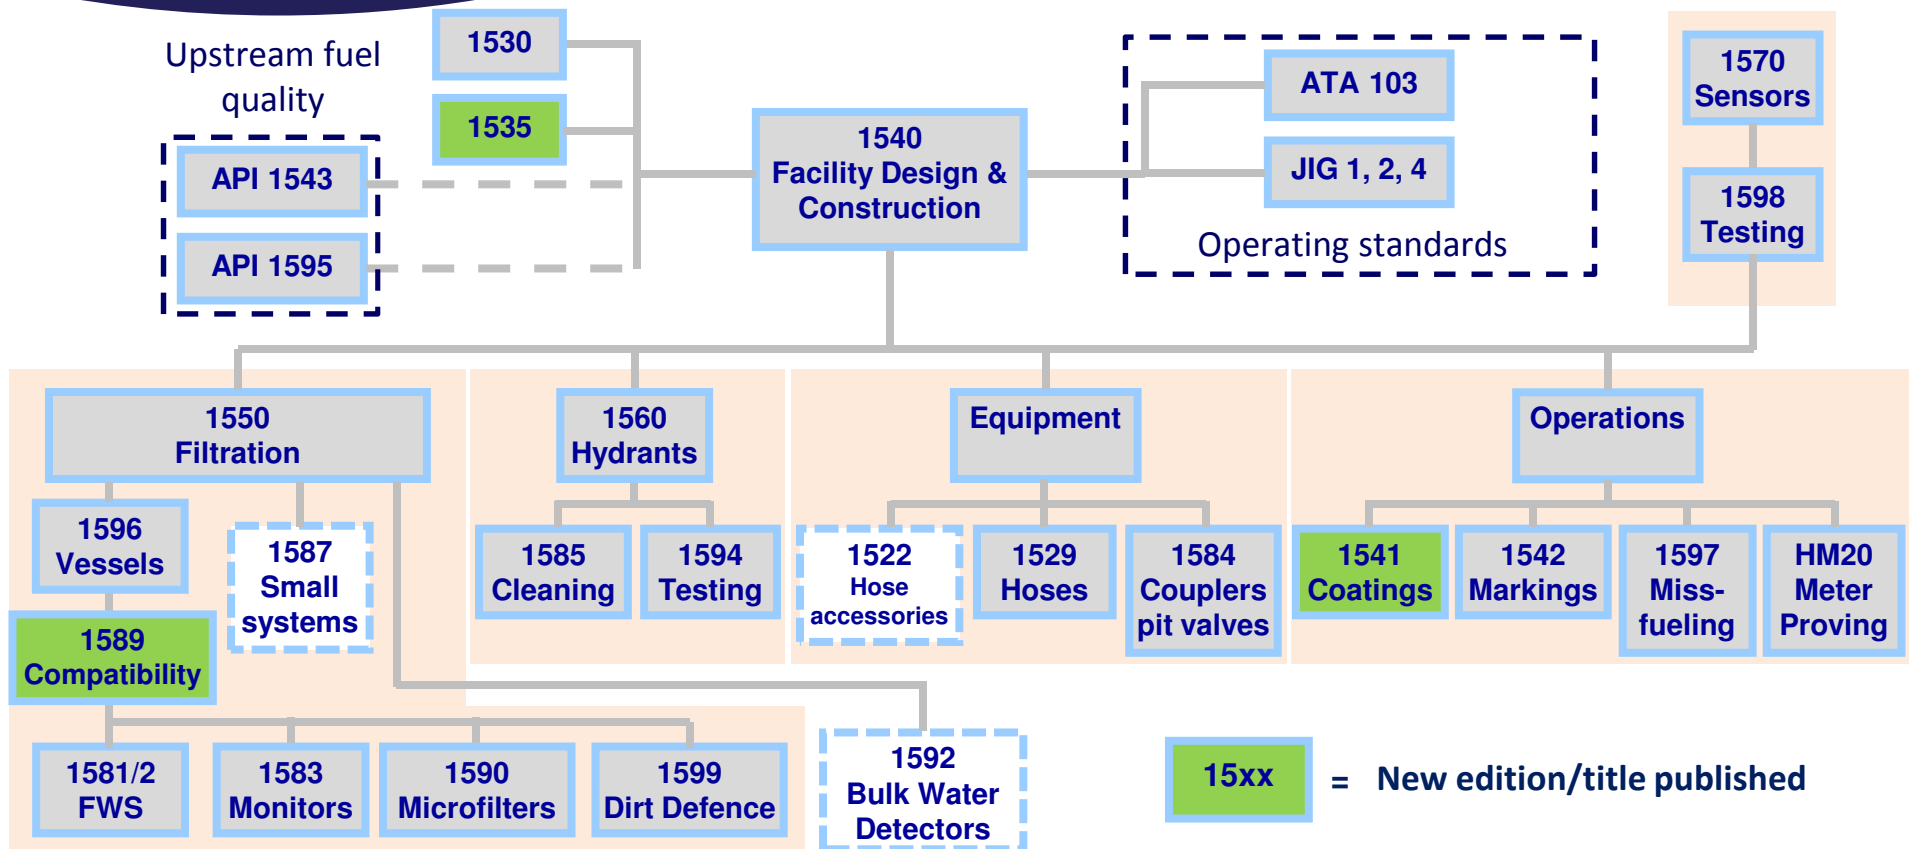 Upstream fuel
quality
API 1543
API 1595
1530
1535
1540
Facility Design &
Construction
ATA 103
JIG 1, 2, 4
Operating standards
1570
Sensors
1598
Testing
1550
Filtration
1560
Hydrants
Equipment
Operations
1596
Vessels
1587
Small
systems
1585
Cleaning
1594
Testing
1522
Hose
accessories
1529
Hoses
1584
Couplers
pit valves
1541
Coatings
1542
Markings
1597
Miss-
fueling
HM20
Meter
Proving
1589
Compatibility
1581/2
FWS
1583
Monitors
1590
Microfilters
1599
Dirt Defence
1592
Bulk Water
Detectors
15xx = New edition/title published